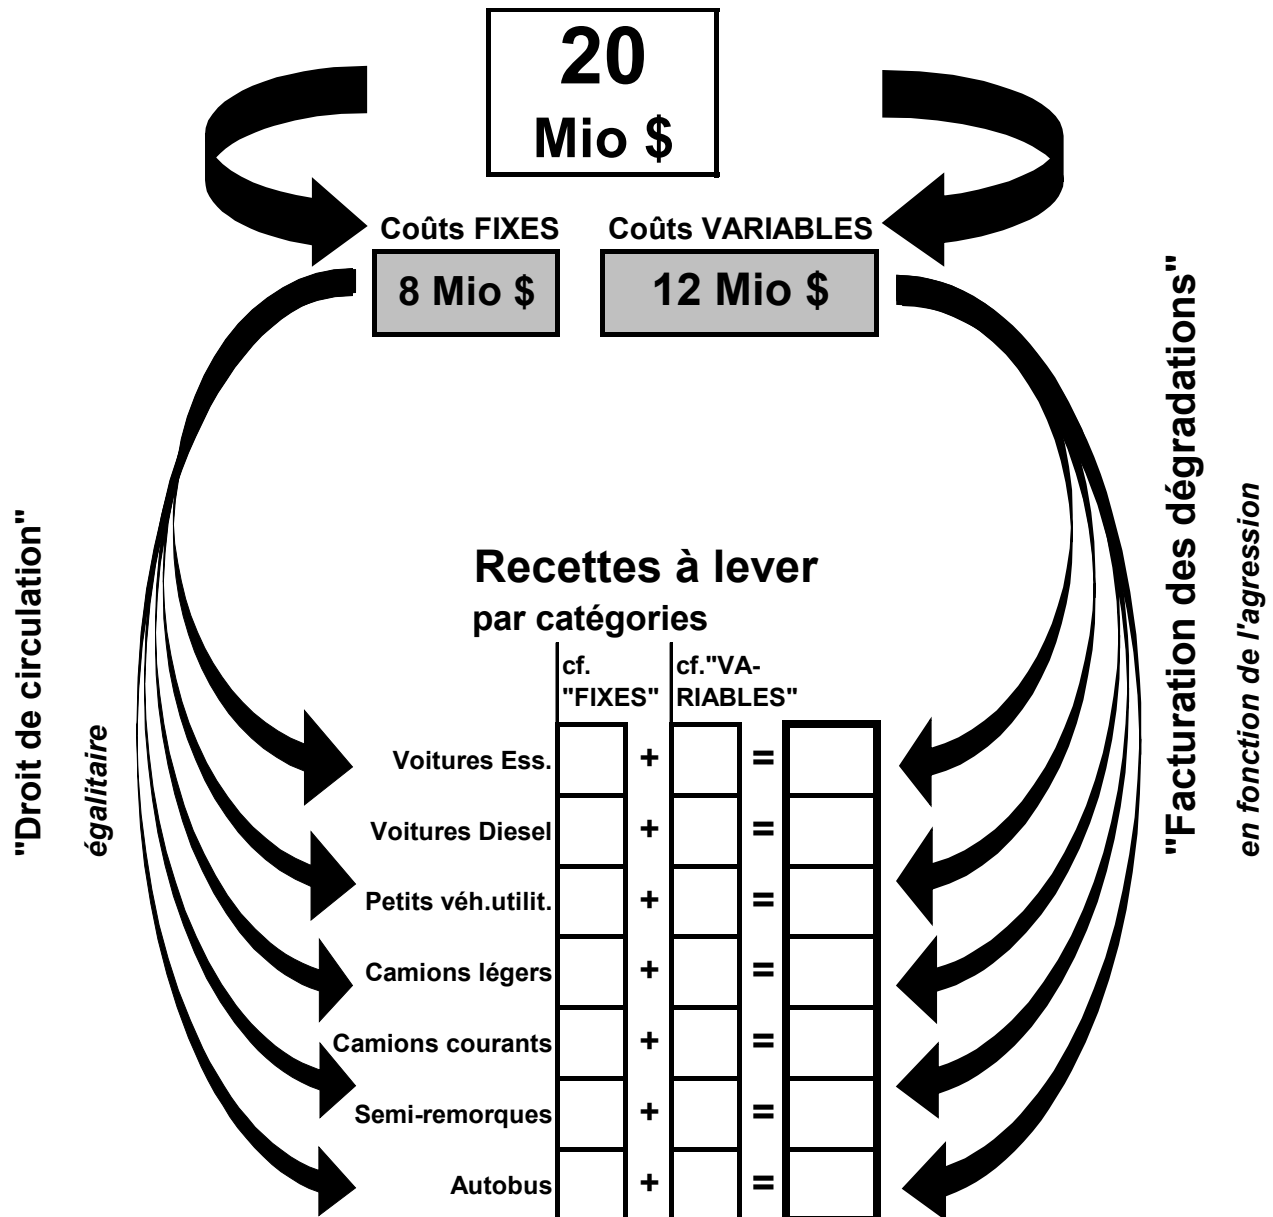 20
Mio $
Coûts FIXES Coûts VARIABLES
8 Mio $ 12 Mio $
"Droit de circulation"
égalitaire
"Facturation des dégradations"
en fonction de l'agression
Recettes à lever
par catégories
cf. cf."VA-
"FIXES" RIABLES"
Voitures Ess. + =
Voitures Diesel + =
Petits véh.utilit. + =
Camions légers + =
Camions courants + =
Semi-remorques + =
Autobus + =